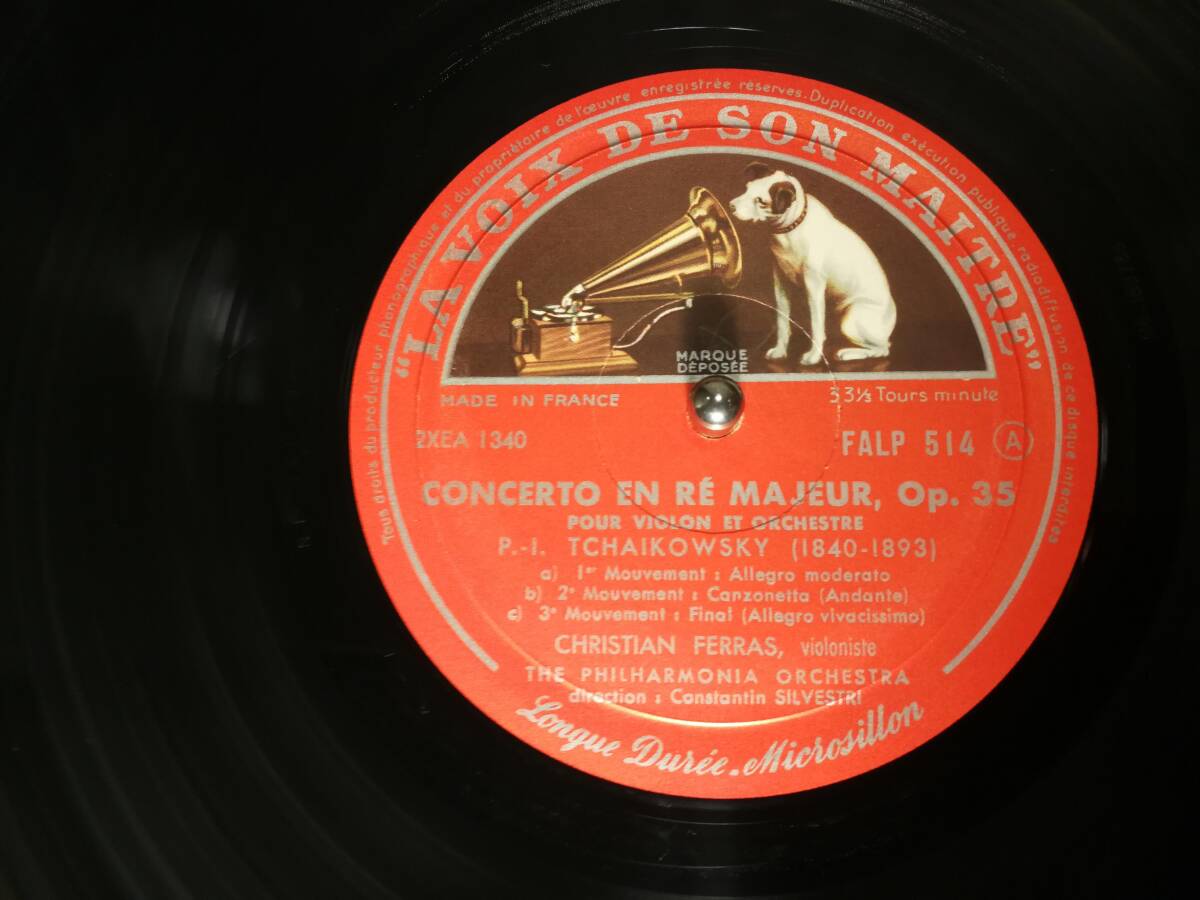 Tous droits du producteur phonographique et du propriétaire de l'œuvre enregistrée réservés. Duplication exécution publique, radiodiffusion de ce disque interdites
"LA VOIX DE SON MAITRE"
MARQUE
DÉPOSÉE
MADE IN FRANCE 33⅓ Tours minute
2XEA 1340 FALP 514 A
CONCERTO EN RÉ MAJEUR, Op. 35
POUR VIOLON ET ORCHESTRE
P.-I. TCHAIKOWSKY (1840-1893)
a) 1er Mouvement : Allegro moderato
b) 2e Mouvement : Canzonetta (Andante)
c) 3e Mouvement : Final (Allegro vivacissimo)
CHRISTIAN FERRAS, violoniste
THE PHILHARMONIA ORCHESTRA
direction : Constantin SILVESTRI
Longue Durée-Microsillon